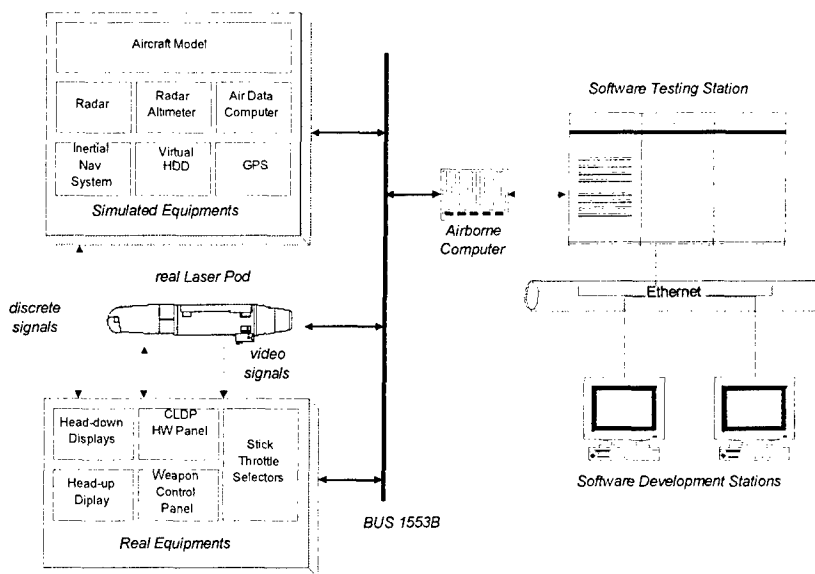 Aircraft Model
Radar
Radar
Altimeter
Air Data
Computer
Inertial
Nav
System
Virtual
HDD
GPS
Simulated Equipments
real Laser Pod
discrete
signals
video
signals
Head-down
Displays
CLDP
HW Panel
Stick
Throttle
Selectors
Head-up
Diplay
Weapon
Control
Panel
Real Equipments
BUS 1553B
Airborne
Computer
Software Testing Station
Ethernet
Software Development Stations